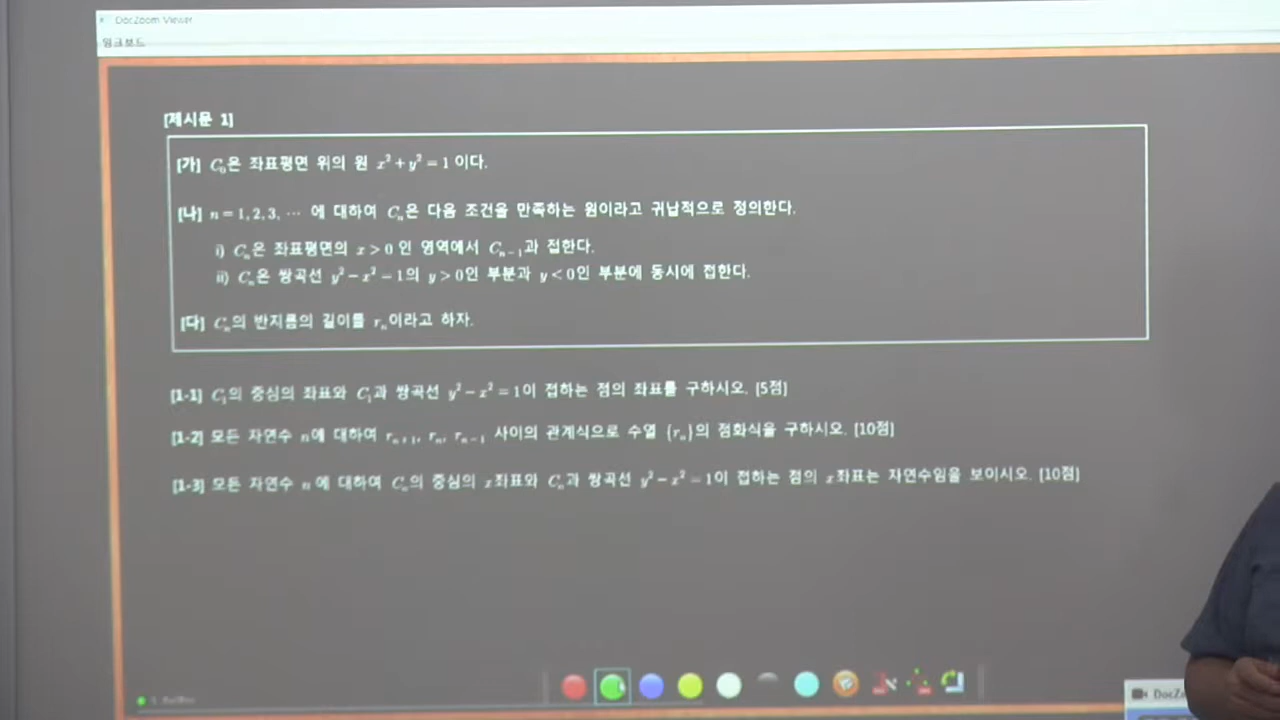 DocZoom Viewer
링크보드
[제시문 1]
[가] C₀은 좌표평면 위의 원 x²+y²=1 이다.
[나] n=1,2,3,⋯ 에 대하여 Cₙ은 다음 조건을 만족하는 원이라고 귀납적으로 정의한다.
i) Cₙ은 좌표평면의 x>0 인 영역에서 Cₙ₋₁과 접한다.
ii) Cₙ은 쌍곡선 y²−x²=1의 y>0인 부분과 y<0인 부분에 동시에 접한다.
[다] Cₙ의 반지름의 길이를 rₙ이라고 하자.
[1-1] C₁의 중심의 좌표와 C₁과 쌍곡선 y²−x²=1이 접하는 점의 좌표를 구하시오. [5점]
[1-2] 모든 자연수 n에 대하여 rₙ₊₁, rₙ, rₙ₋₁ 사이의 관계식으로 수열 {rₙ}의 점화식을 구하시오. [10점]
[1-3] 모든 자연수 n에 대하여 Cₙ의 중심의 x좌표와 Cₙ과 쌍곡선 y²−x²=1이 접하는 점의 x좌표는 자연수임을 보이시오. [10점]